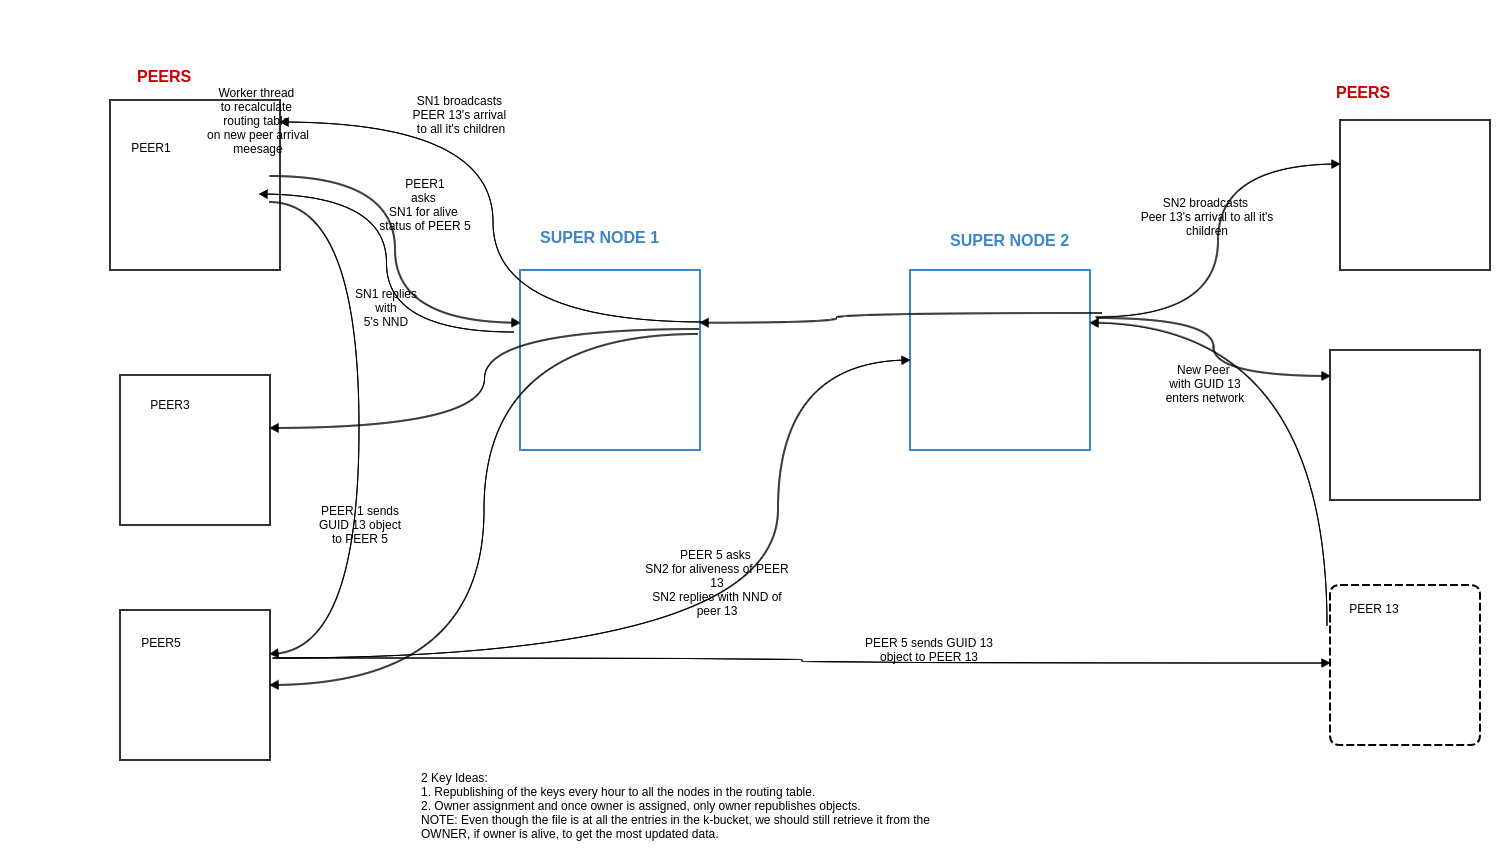 PEERS
Worker thread
to recalculate
routing table
on new peer arrival
meesage
PEER1
SN1 broadcasts
PEER 13's arrival
to all it's children
PEER1
asks
SN1 for alive
status of PEER 5
SN1 replies
with
5's NND
SUPER NODE 1
SUPER NODE 2
PEERS
SN2 broadcasts
Peer 13's arrival to all it's
children
New Peer
with GUID 13
enters network
PEER3
PEER 1 sends
GUID 13 object
to PEER 5
PEER5
PEER 5 asks
SN2 for aliveness of PEER
13
SN2 replies with NND of
peer 13
PEER 5 sends GUID 13
object to PEER 13
PEER 13
2 Key Ideas:
1. Republishing of the keys every hour to all the nodes in the routing table.
2. Owner assignment and once owner is assigned, only owner republishes objects.
NOTE: Even though the file is at all the entries in the k-bucket, we should still retrieve it from the
OWNER, if owner is alive, to get the most updated data.